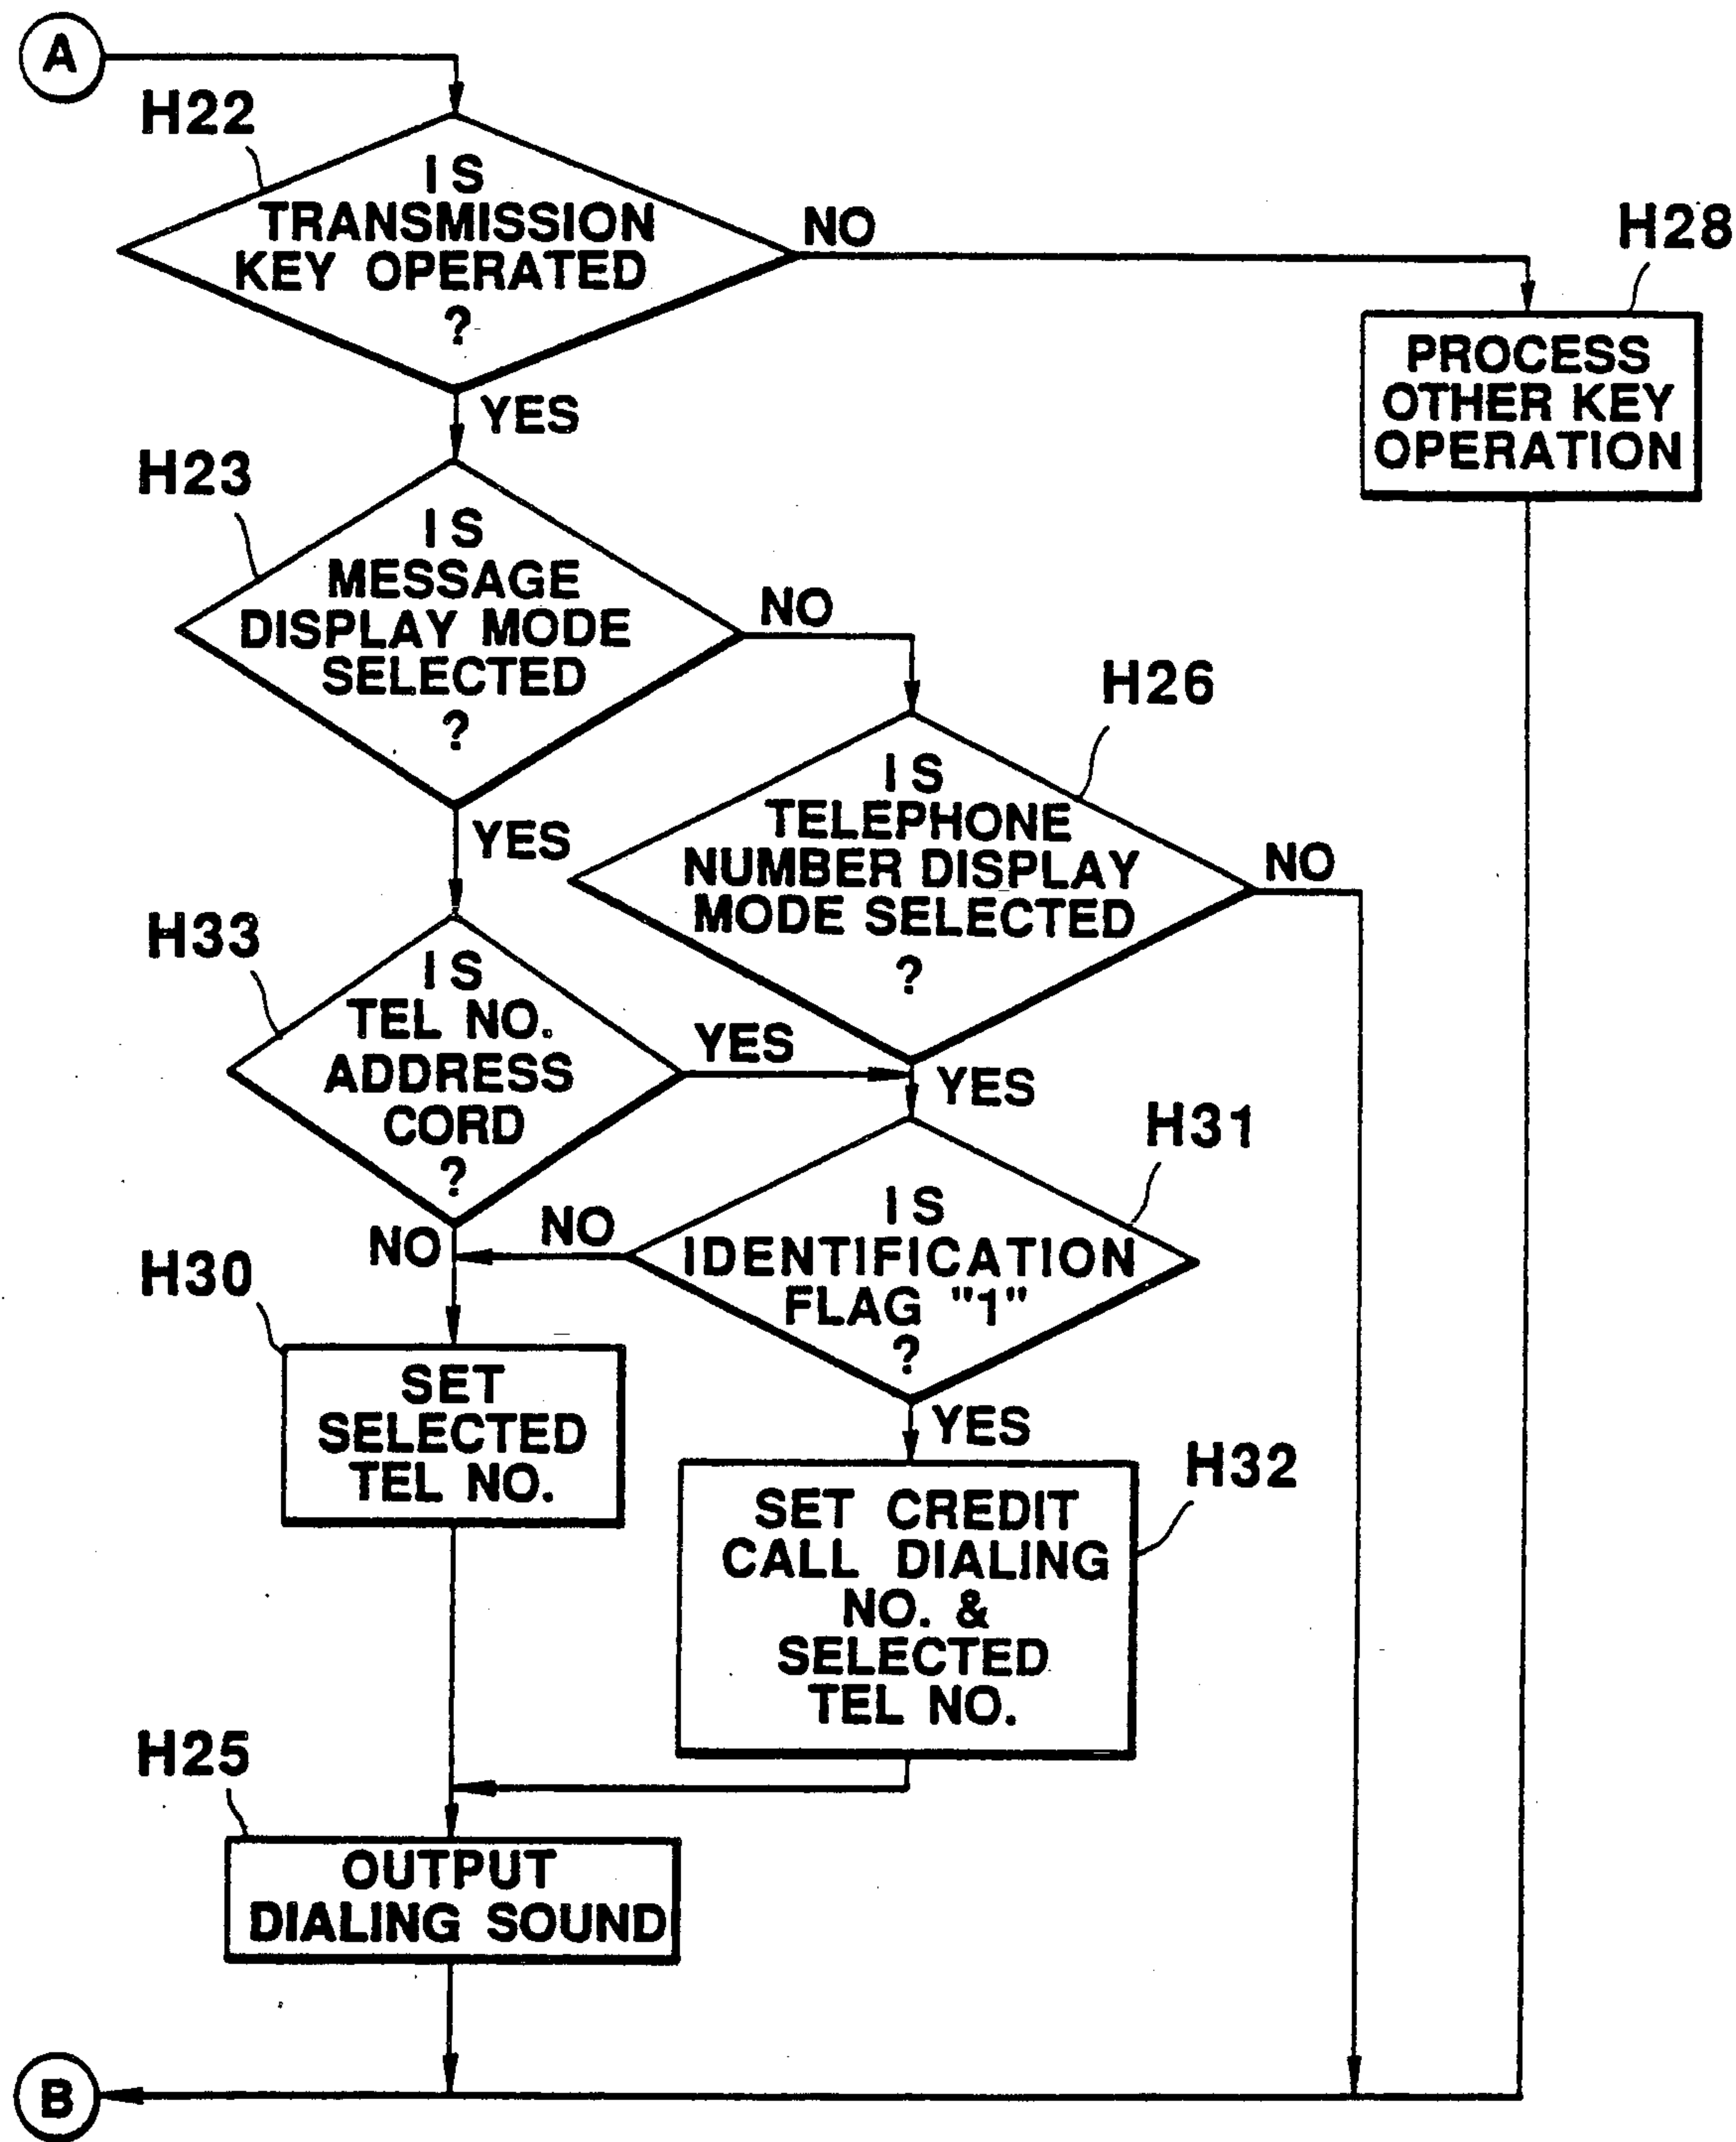 A
H22
IS
TRANSMISSION
KEY OPERATED
?
NO
H28
PROCESS
OTHER KEY
OPERATION
YES
H23
IS
MESSAGE
DISPLAY MODE
SELECTED
?
NO
H26
IS
TELEPHONE
NUMBER DISPLAY
MODE SELECTED
?
NO
YES
H33
IS
TEL NO.
ADDRESS
CORD
?
YES
YES
H31
IS
IDENTIFICATION
FLAG "1"
?
NO
NO
H30
SET
SELECTED
TEL NO.
YES
H32
SET CREDIT
CALL DIALING
NO. &
SELECTED
TEL NO.
H25
OUTPUT
DIALING SOUND
B